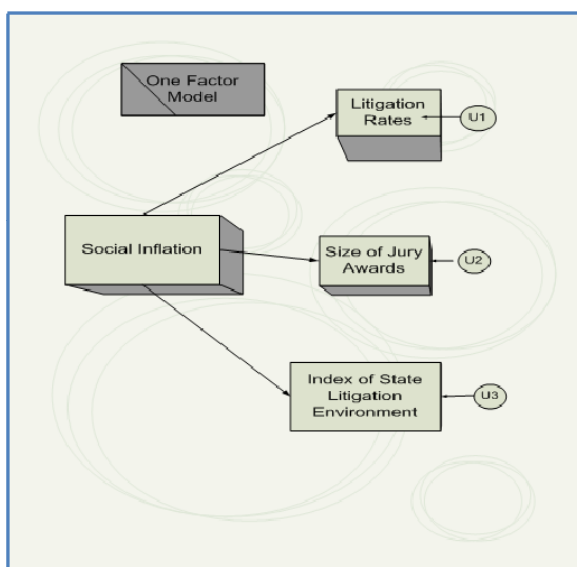 One Factor
Model
Litigation
Rates
U1
Social Inflation
Size of Jury
Awards
U2
Index of State
Litigation
Environment
U3